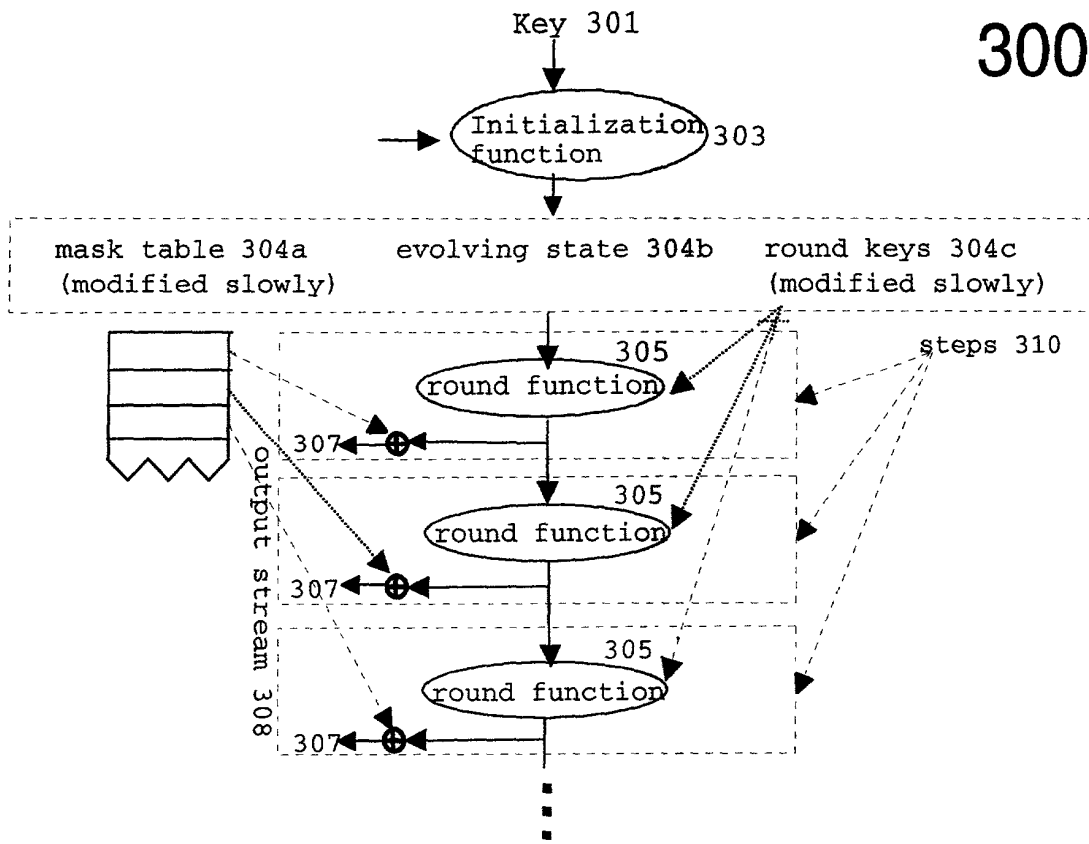 Key 301
300
Initialization
function
303
mask table 304a
(modified slowly)
evolving state 304b
round keys 304c
(modified slowly)
305
round function
steps 310
307
output stream 308
305
round function
307
305
round function
307